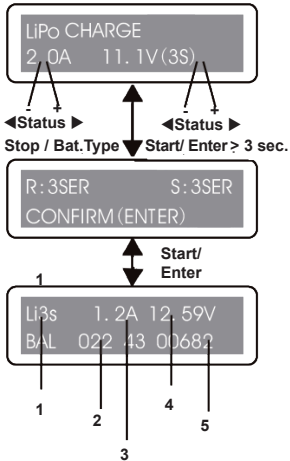 LiPo CHARGE
2.0A 11.1V(3S)
- + - +
◀Status ▶ ◀Status ▶
Stop / Bat.Type Start/ Enter > 3 sec.
R:3SER S:3SER
CONFIRM(ENTER)
Start/
Enter
1
Li3s 1.2A 12.59V
BAL 022 43 00682
1 2 3 4 5